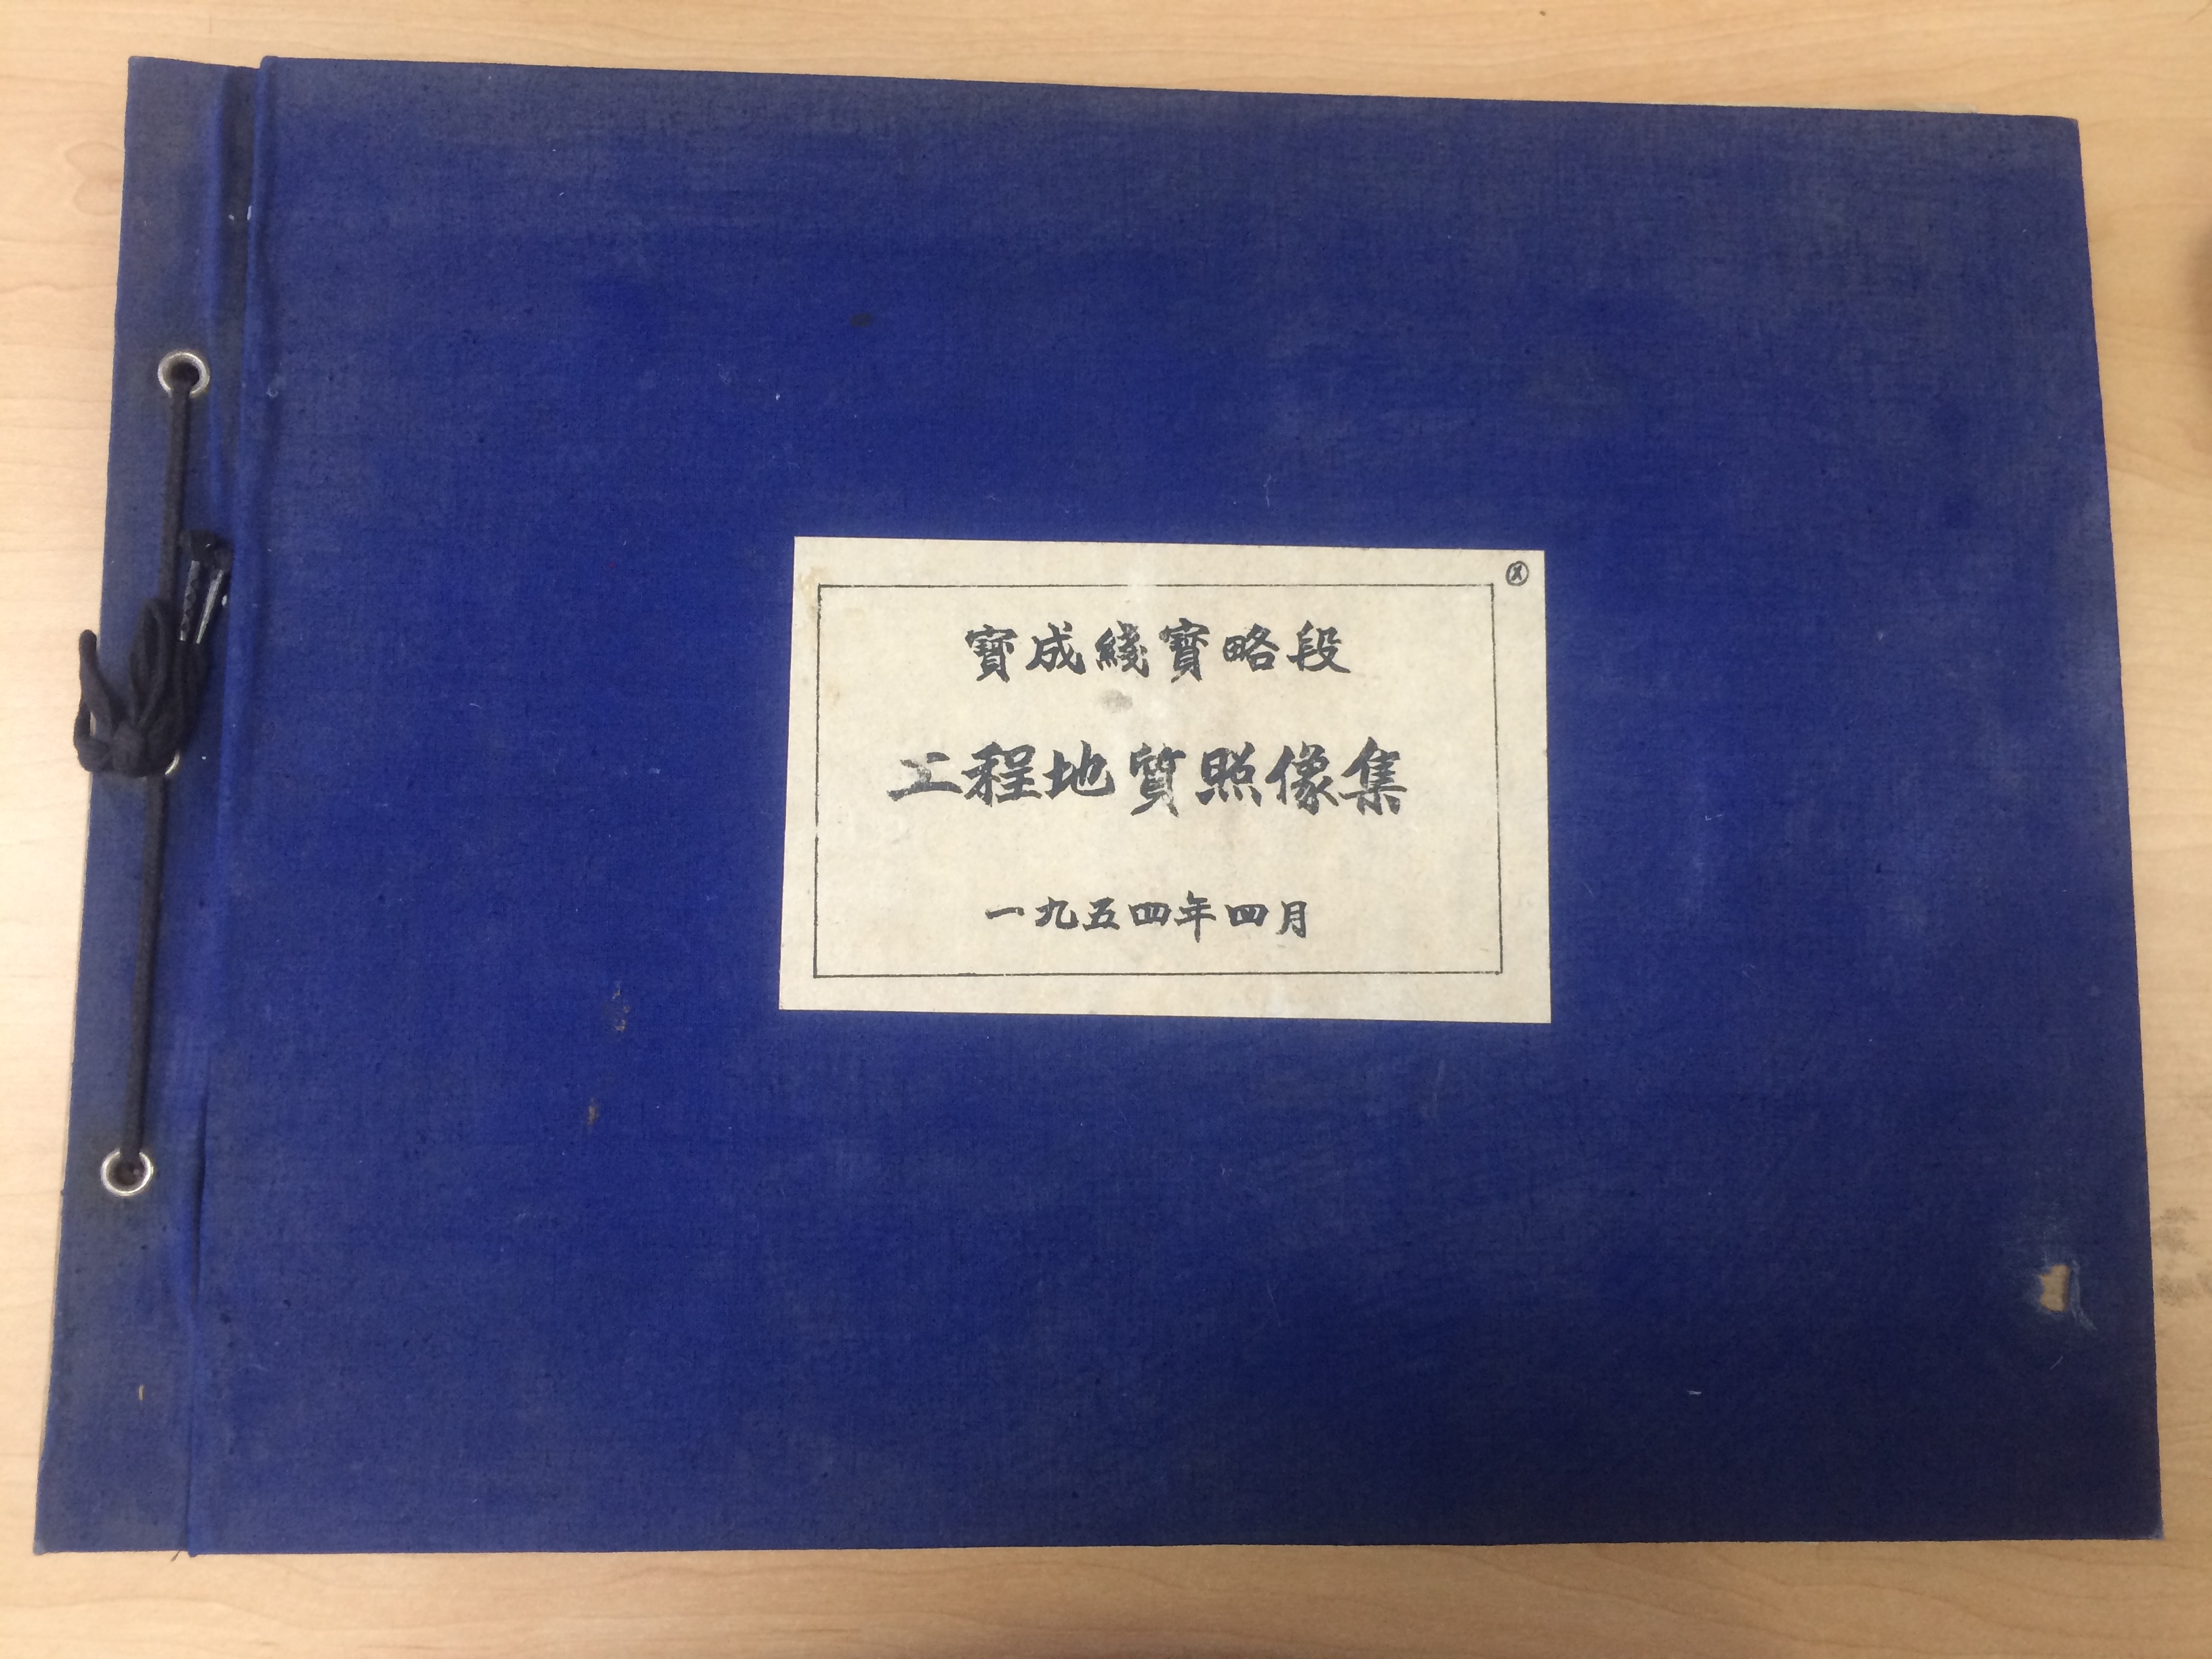 寶成綫寶略段
工程地質照像集
一九五四年四月